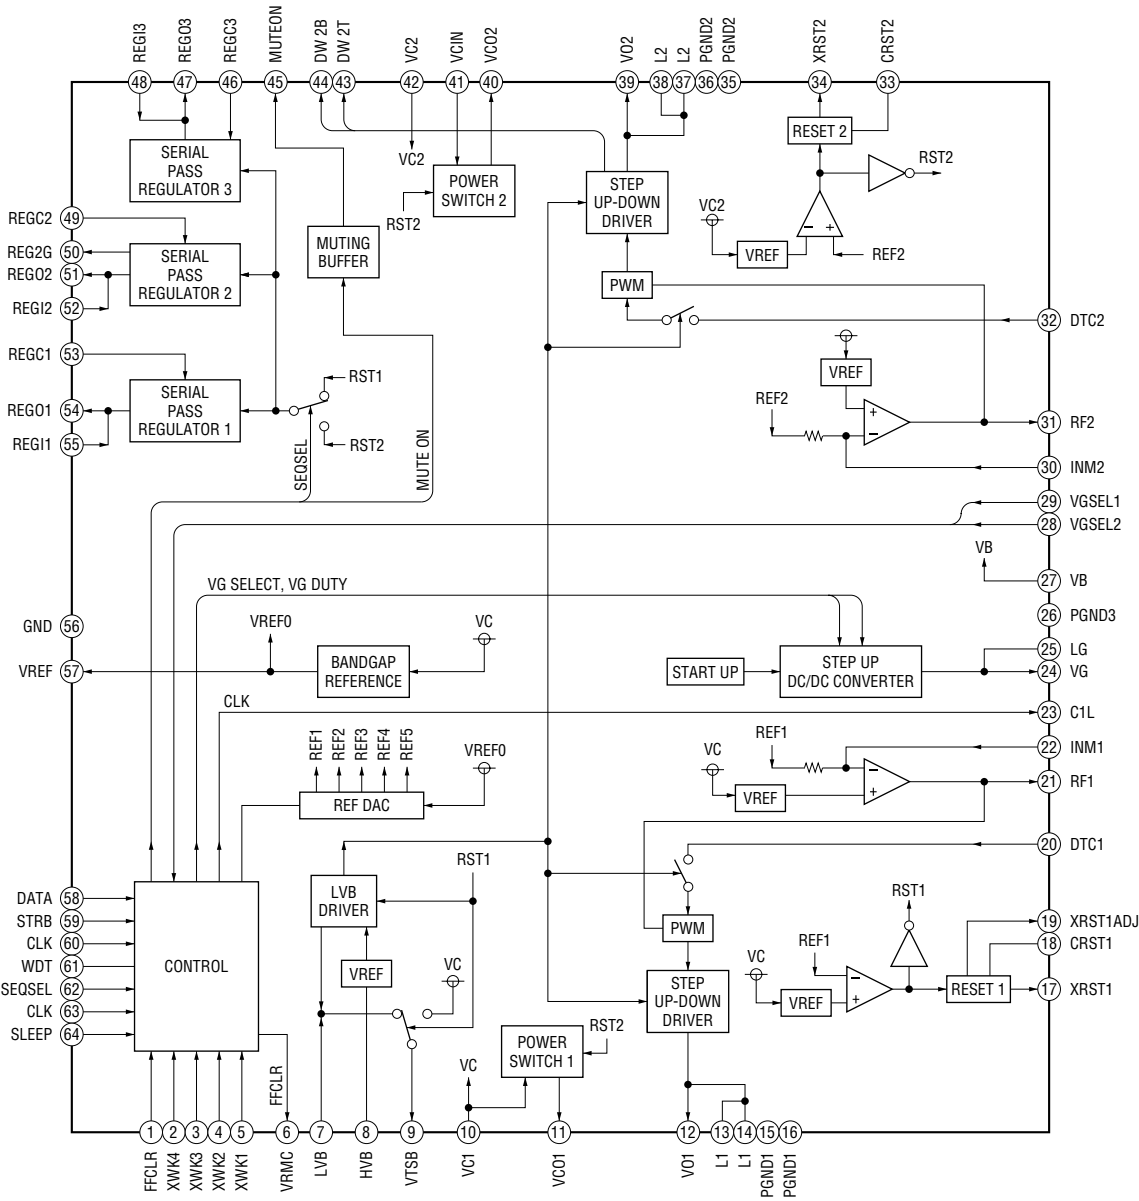 REGI3
REGO3
REGC3
MUTEON
DW 2B
DW 2T
VC2
VCIN
VCO2
VO2
L2
L2
PGND2
PGND2
XRST2
CRST2
48
47
46
45
44
43
42
41
40
39
38
37
36
35
34
33
SERIAL
PASS
REGULATOR 3
VC2
RST2
POWER
SWITCH 2
STEP
UP-DOWN
DRIVER
RESET 2
RST2
VC2
VREF
− +
REF2
REGC2 49
REG2G 50
REGO2 51
REGI2 52
SERIAL
PASS
REGULATOR 2
MUTING
BUFFER
PWM
32 DTC2
REGC1 53
REGO1 54
REGI1 55
SERIAL
PASS
REGULATOR 1
RST1
RST2
SEQSEL
MUTE ON
VREF
REF2
+
−
31 RF2
30 INM2
29 VGSEL1
28 VGSEL2
VB
27 VB
26 PGND3
25 LG
24 VG
23 C1L
VG SELECT, VG DUTY
GND 56
VREF 57
VREF0
VC
BANDGAP
REFERENCE
START UP
STEP UP
DC/DC CONVERTER
CLK
REF1
REF2
REF3
REF4
REF5
VREF0
REF DAC
REF1
VC
VREF
−
+
22 INM1
21 RF1
20 DTC1
RST1
LVB
DRIVER
VREF
VC
PWM
STEP
UP-DOWN
DRIVER
RST1
REF1
VC
VREF
−
+
RESET 1
19 XRST1ADJ
18 CRST1
17 XRST1
DATA 58
STRB 59
CLK 60
WDT 61
SEQSEL 62
CLK 63
SLEEP 64
CONTROL
FFCLR
VC
POWER
SWITCH 1
RST2
1
2
3
4
5
6
7
8
9
10
11
12
13
14
15
16
FFCLR
XWK4
XWK3
XWK2
XWK1
VRMC
LVB
HVB
VTSB
VC1
VCO1
VO1
L1
L1
PGND1
PGND1